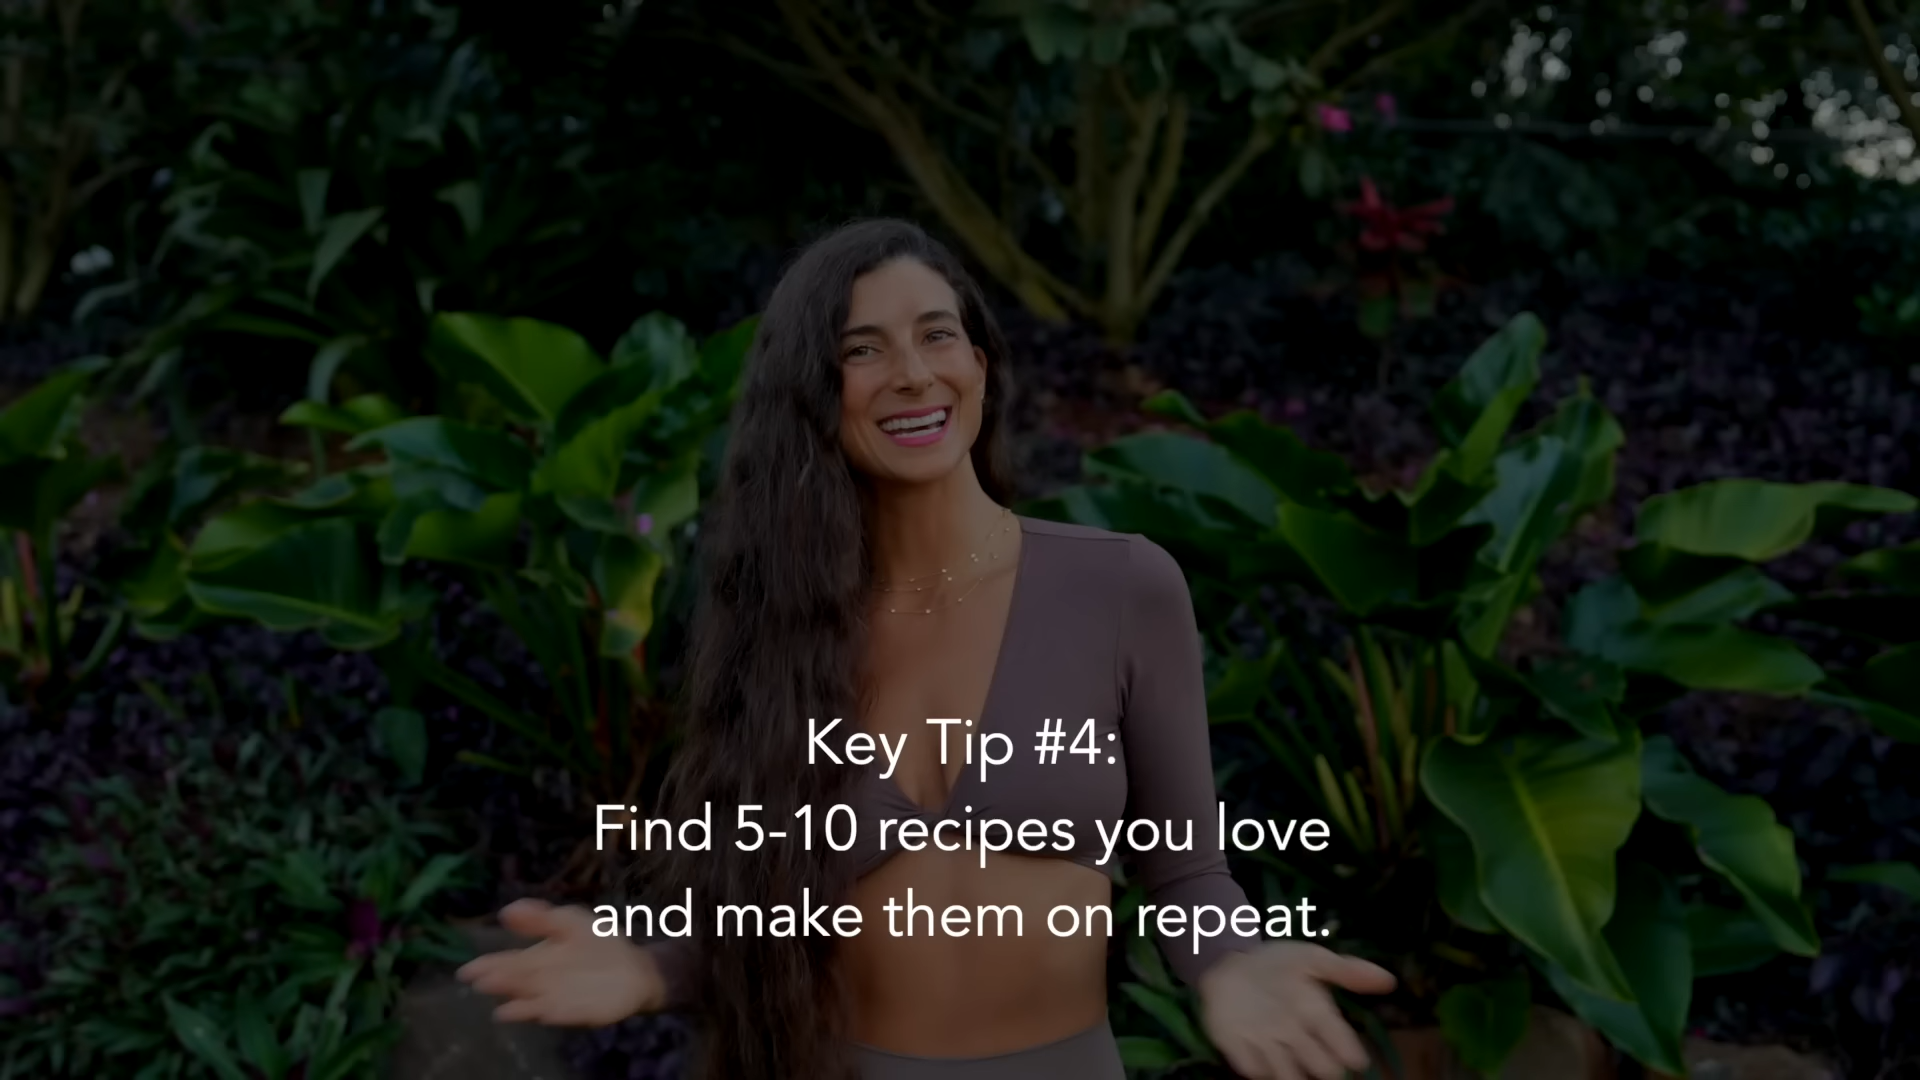 Key Tip #4:
Find 5-10 recipes you love
and make them on repeat.